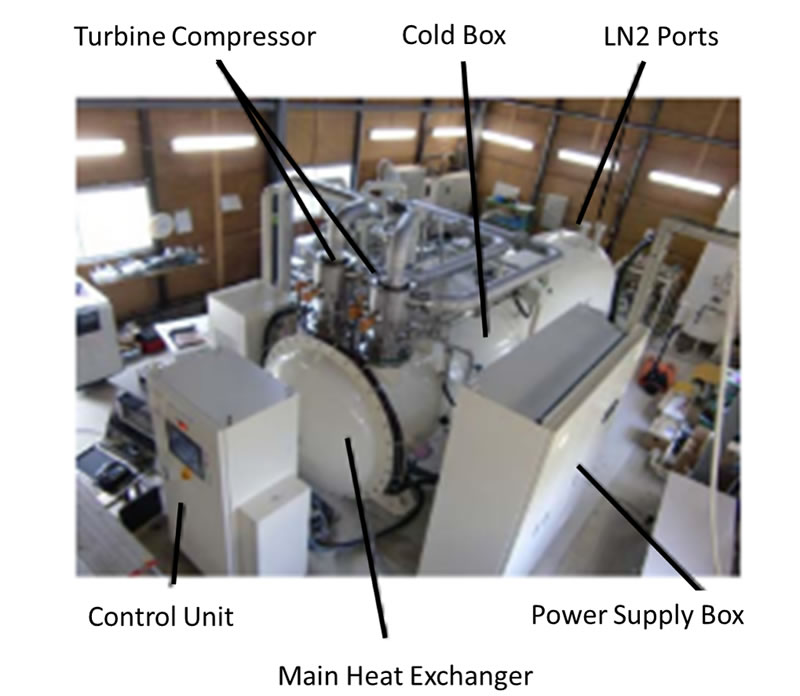 Turbine Compressor
Cold Box
LN2 Ports
Control Unit
Power Supply Box
Main Heat Exchanger